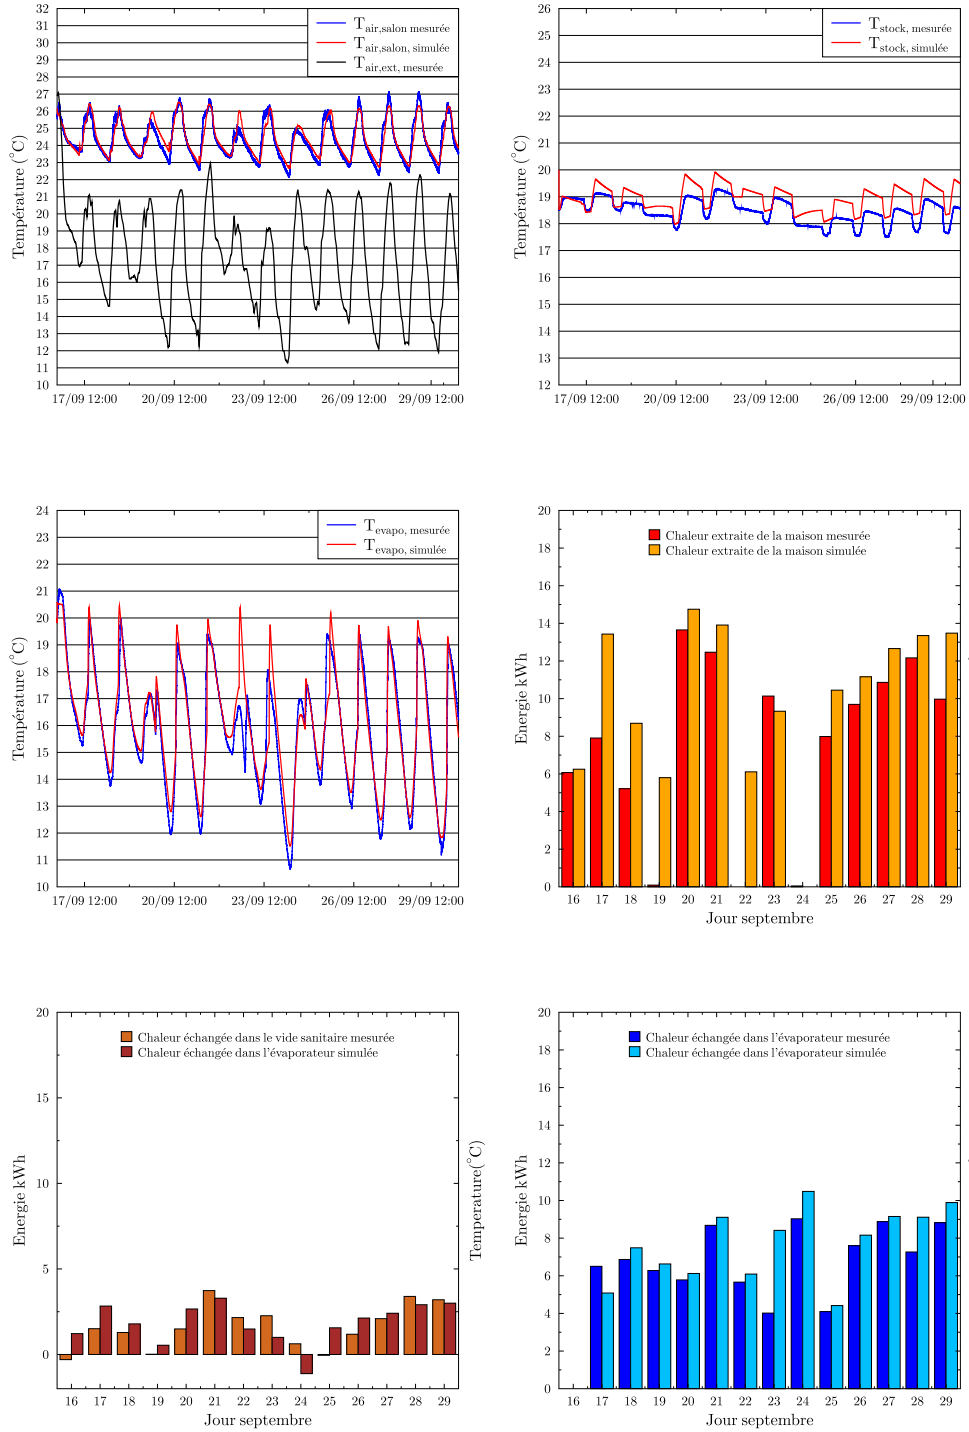 32
31
30
29
28
27
26
25
24
23
22
21
20
19
18
17
16
15
14
13
12
11
10
Température (°C)
T air,salon mesurée
T air,salon, simulée
T air,ext, mesurée
17/09 12:00 20/09 12:00 23/09 12:00 26/09 12:00 29/09 12:00
26
25
24
23
22
21
20
19
18
17
16
15
14
13
12
Température (°C)
T stock, mesurée
T stock, simulée
17/09 12:00 20/09 12:00 23/09 12:00 26/09 12:00 29/09 12:00
24
23
22
21
20
19
18
17
16
15
14
13
12
11
10
Température (°C)
T evapo, mesurée
T evapo, simulée
17/09 12:00 20/09 12:00 23/09 12:00 26/09 12:00 29/09 12:00
20
18
16
14
12
10
8
6
4
2
0
Energie kWh
Chaleur extraite de la maison mesurée
Chaleur extraite de la maison simulée
16 17 18 19 20 21 22 23 24 25 26 27 28 29
Jour septembre
20
15
10
5
0
Energie kWh
Chaleur échangée dans le vide sanitaire mesurée
Chaleur échangée dans l'évaporateur simulée
Temperature(°C)
16 17 18 19 20 21 22 23 24 25 26 27 28 29
Jour septembre
20
18
16
14
12
10
8
6
4
2
0
Energie kWh
Chaleur échangée dans l'évaporateur mesurée
Chaleur échangée dans l'évaporateur simulée
16 17 18 19 20 21 22 23 24 25 26 27 28 29
Jour septembre